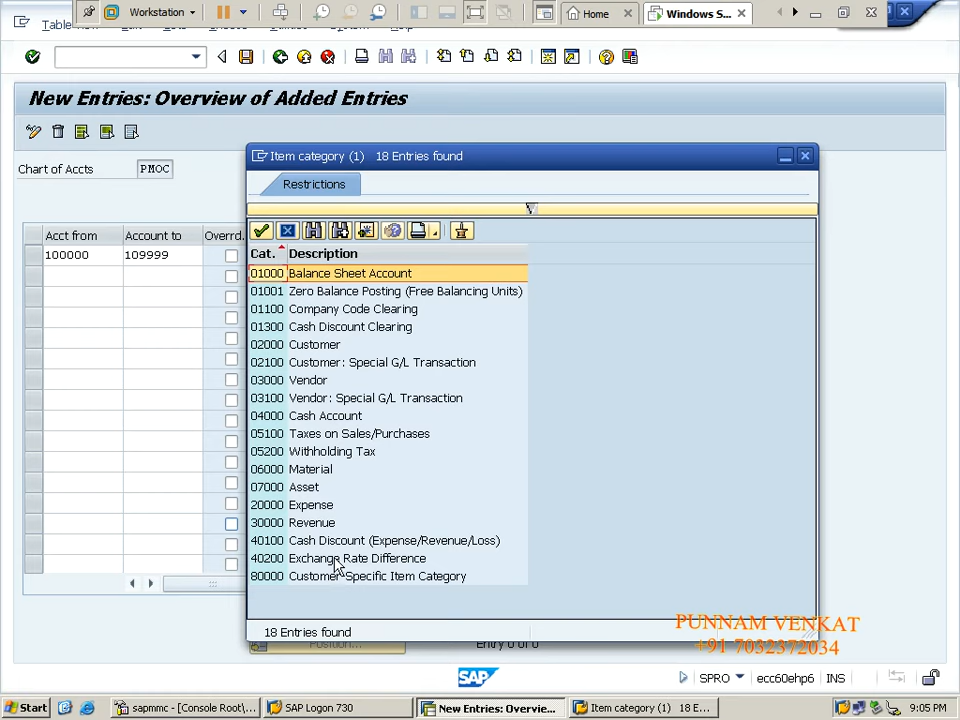 Workstation
Home
Windows S...
New Entries: Overview of Added Entries
Chart of Accts PMOC
Acct from Account to Overrd.
100000 109999
Item category (1) 18 Entries found
Restrictions
Cat. Description
01000 Balance Sheet Account
01001 Zero Balance Posting (Free Balancing Units)
01100 Company Code Clearing
01300 Cash Discount Clearing
02000 Customer
02100 Customer: Special G/L Transaction
03000 Vendor
03100 Vendor: Special G/L Transaction
04000 Cash Account
05100 Taxes on Sales/Purchases
05200 Withholding Tax
06000 Material
07000 Asset
20000 Expense
30000 Revenue
40100 Cash Discount (Expense/Revenue/Loss)
40200 Exchange Rate Difference
80000 Customer-Specific Item Category
18 Entries found
Position...
Entry 0 of 0
PUNNAM VENKAT
+91 7032372034
SAP
SPRO ecc60ehp6 INS
Start
sapmmc - [Console Root\...
SAP Logon 730
New Entries: Overvie...
Item category (1) 18 E...
9:05 PM